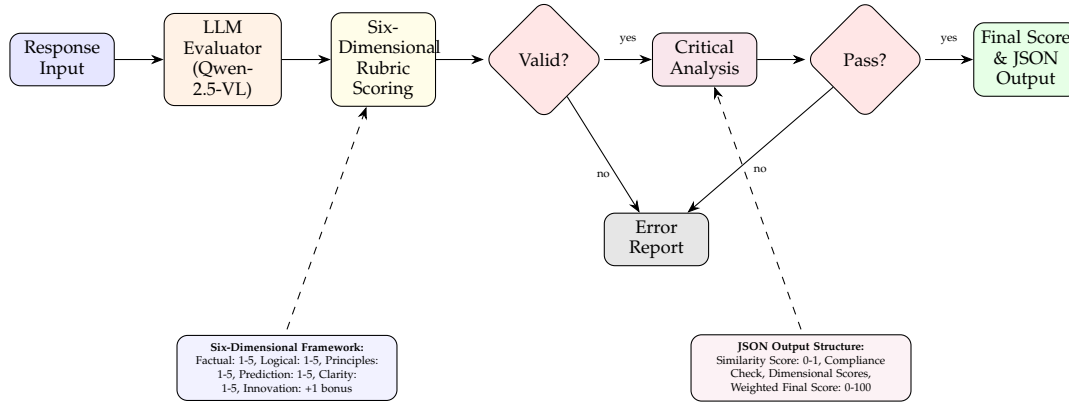 Response
Input
LLM
Evaluator
(Qwen-
2.5-VL)
Six-
Dimensional
Rubric
Scoring
Valid?
yes
Critical
Analysis
Pass?
yes
Final Score
& JSON
Output
no
no
Error
Report
Six-Dimensional Framework:
Factual: 1-5, Logical: 1-5, Principles:
1-5, Prediction: 1-5, Clarity:
1-5, Innovation: +1 bonus
JSON Output Structure:
Similarity Score: 0-1, Compliance
Check, Dimensional Scores,
Weighted Final Score: 0-100